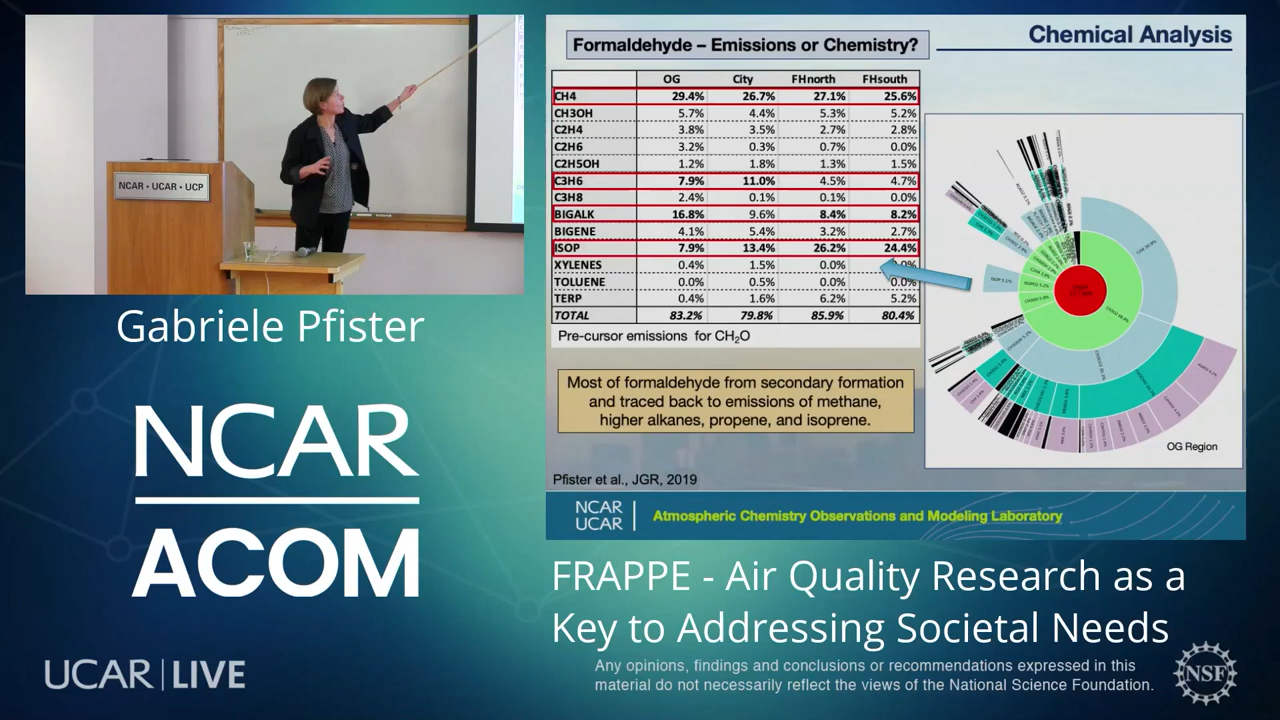 NCAR • UCAR • UCP
Gabriele Pfister
NCAR
ACOM
UCAR | LIVE
Chemical Analysis
Formaldehyde – Emissions or Chemistry?
OG City FHnorth FHsouth
CH4 29.4% 26.7% 27.1% 25.6%
CH3OH 5.7% 4.4% 5.3% 5.2%
C2H4 3.8% 3.5% 2.7% 2.8%
C2H6 3.2% 0.3% 0.7% 0.0%
C2H5OH 1.2% 1.8% 1.3% 1.5%
C3H6 7.9% 11.0% 4.5% 4.7%
C3H8 2.4% 0.1% 0.1% 0.0%
BIGALK 16.8% 9.6% 8.4% 8.2%
BIGENE 4.1% 5.4% 3.2% 2.7%
ISOP 7.9% 13.4% 26.2% 24.4%
XYLENES 0.4% 1.5% 0.0%
TOLUENE 0.0% 0.5% 0.0% 0.0%
TERP 0.4% 1.6% 6.2% 5.2%
TOTAL 83.2% 79.8% 85.9% 80.4%
Pre-cursor emissions for CH₂O
Most of formaldehyde from secondary formation
and traced back to emissions of methane,
higher alkanes, propene, and isoprene.
OG Region
Pfister et al., JGR, 2019
NCAR
UCAR
Atmospheric Chemistry Observations and Modeling Laboratory
FRAPPE - Air Quality Research as a
Key to Addressing Societal Needs
Any opinions, findings and conclusions or recommendations expressed in this
material do not necessarily reflect the views of the National Science Foundation.
NSF